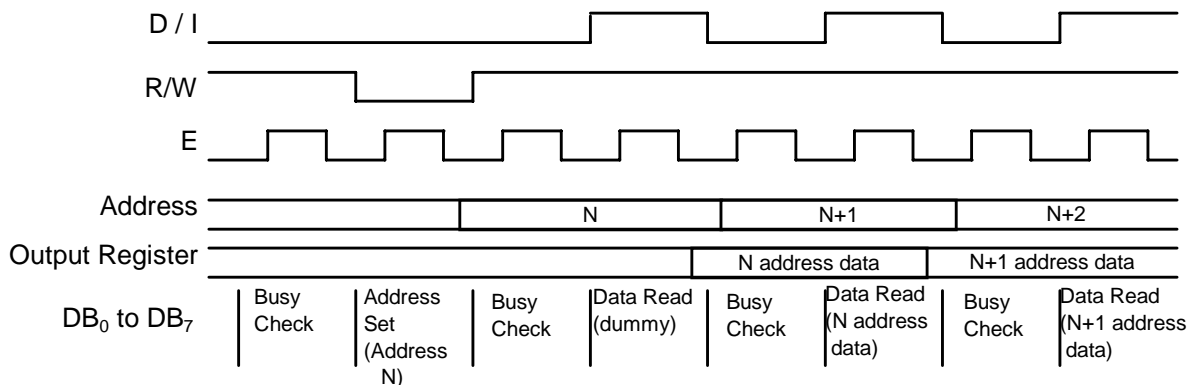 D / I
R/W
E
Address
N
N+1
N+2
Output Register
N address data
N+1 address data
DB0 to DB7
Busy
Check
Address
Set
(Address
N)
Busy
Check
Data Read
(dummy)
Busy
Check
Data Read
(N address
data)
Busy
Check
Data Read
(N+1 address
data)